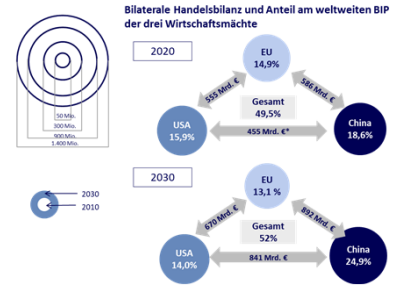 Bilaterale Handelsbilanz und Anteil am weltweiten BIP
der drei Wirtschaftsmächte
2020
EU
14,9%
555 Mrd. €
586 Mrd. €
Gesamt
49,5%
USA
15,9%
455 Mrd. €*
China
18,6%
50 Mio.
300 Mio.
900 Mio.
1.400 Mio.
2030
2010
2030
EU
13,1 %
670 Mrd. €
892 Mrd. €
Gesamt
52%
USA
14,0%
841 Mrd. €
China
24,9%